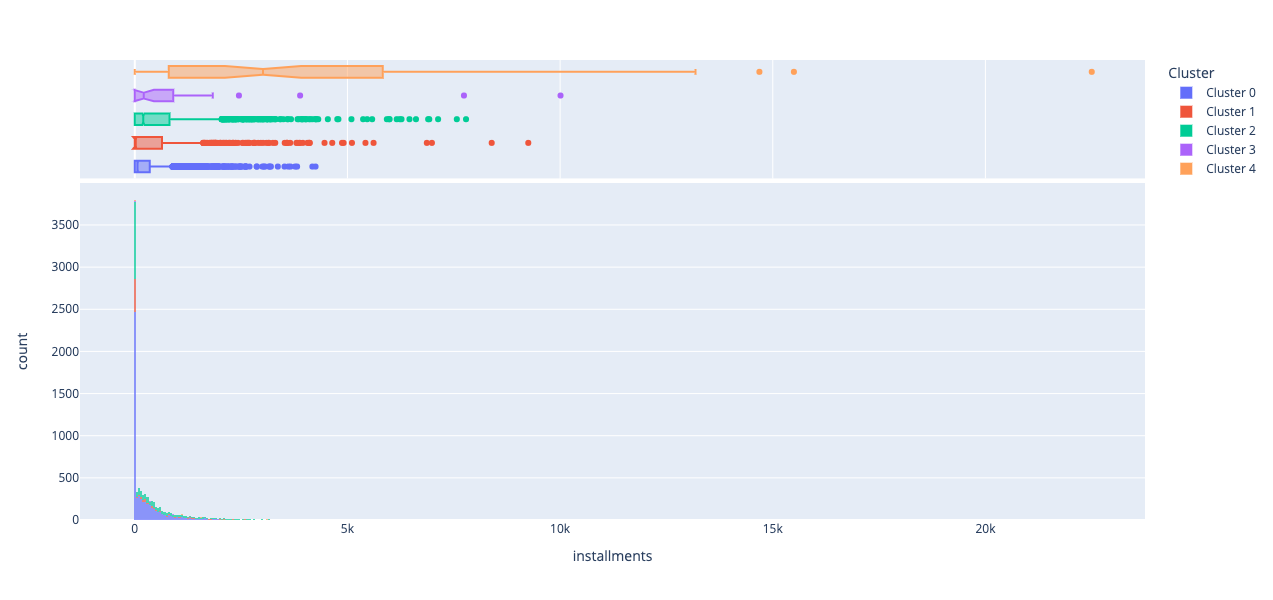 Cluster
Cluster 0
Cluster 1
Cluster 2
Cluster 3
Cluster 4
count
3500
3000
2500
2000
1500
1000
500
0
0 5k 10k 15k 20k
installments